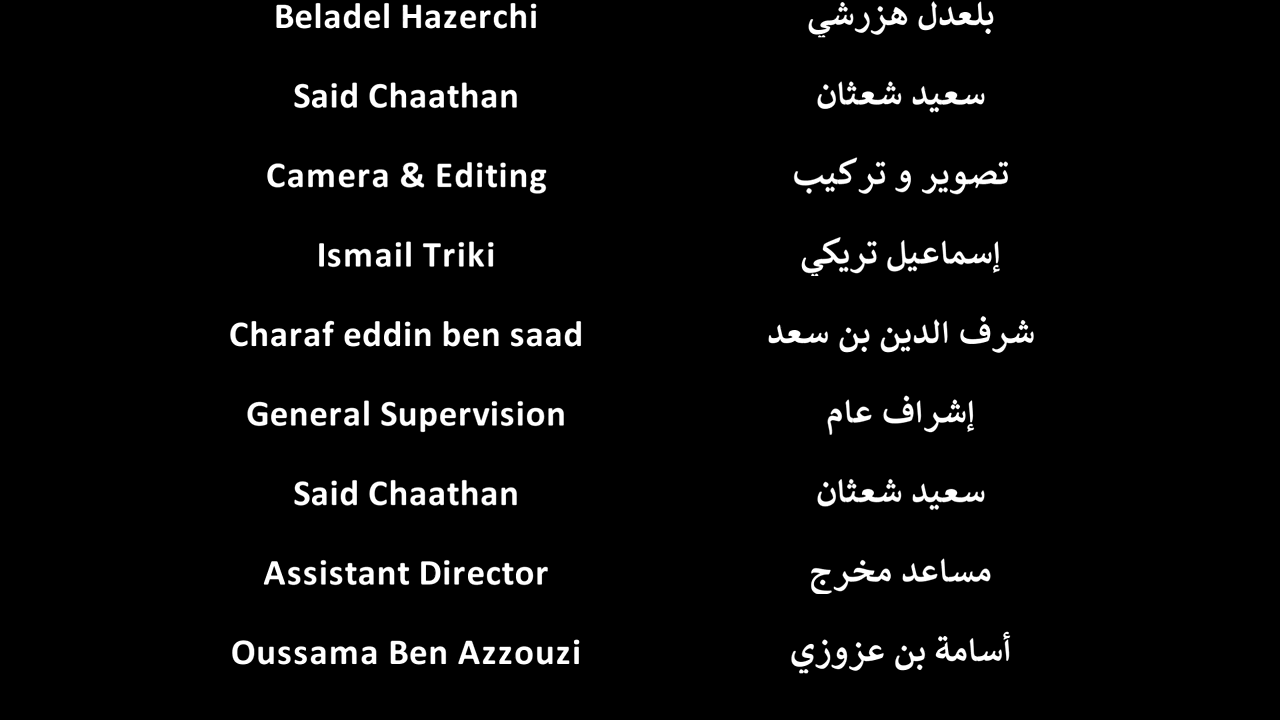 Beladel Hazerchi بلعدل هزرشي
Said Chaathan سعيد شعثان
Camera & Editing تصوير و تركيب
Ismail Triki إسماعيل تريكي
Charaf eddin ben saad شرف الدين بن سعد
General Supervision إشراف عام
Said Chaathan سعيد شعثان
Assistant Director مساعد مخرج
Oussama Ben Azzouzi أسامة بن عزوزي